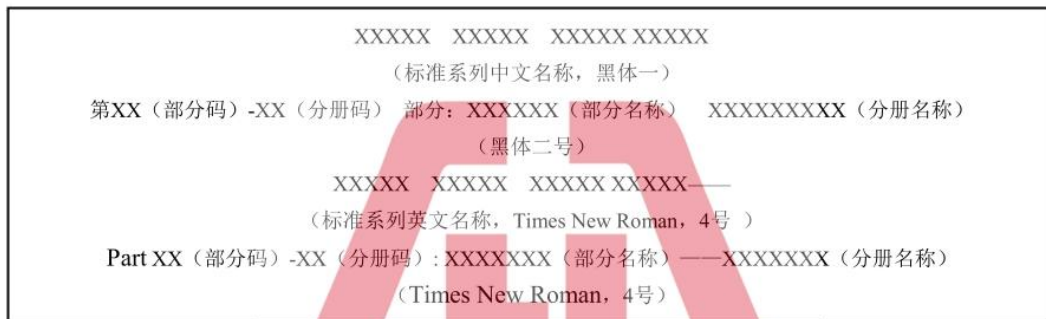 XXXXX XXXXX XXXXX XXXXX
（标准系列中文名称，黑体一）
第XX（部分码）-XX（分册码） 部分：XXXXXX（部分名称） XXXXXXXXXX（分册名称）
（黑体二号）
XXXXX XXXXX XXXXX XXXXX——
（标准系列英文名称，Times New Roman，4号 ）
Part XX（部分码）-XX（分册码）: XXXXXXX（部分名称）——XXXXXXXX（分册名称）
（Times New Roman，4号）